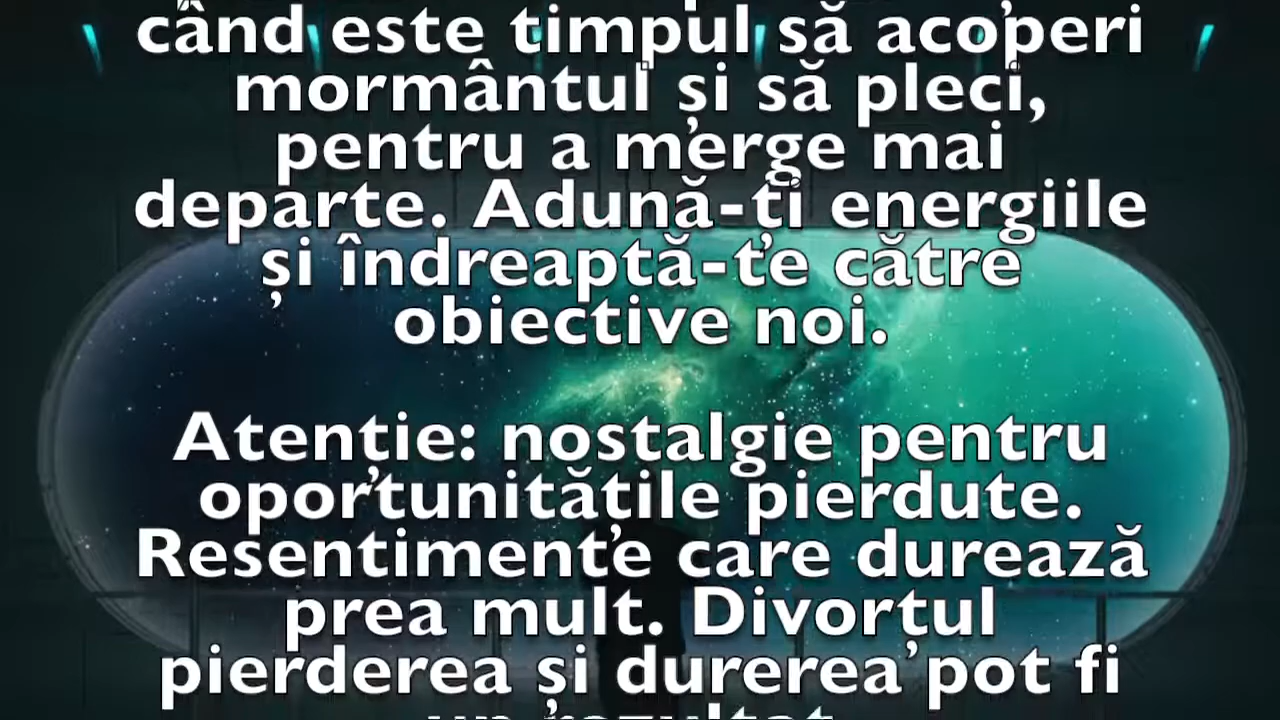 când este timpul să acoperi
mormântul și să pleci,
pentru a merge mai
departe. Adună-ți energiile
și îndreaptă-te către
obiective noi.
Atenție: nostalgie pentru
oportunitățile pierdute.
Resentimente care durează
prea mult. Divorțul
pierderea și durerea pot fi
un rezultat